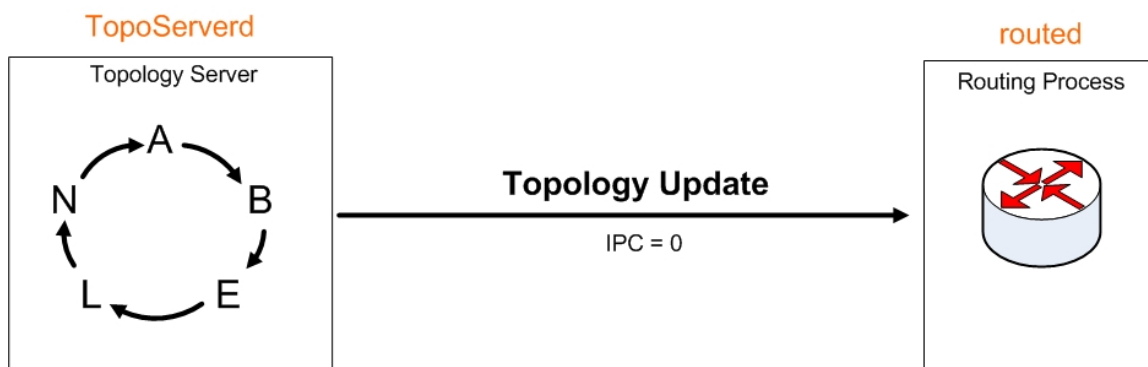 TopoServerd
routed
Topology Server
Routing Process
A
N
B
Topology Update
IPC = 0
L
E